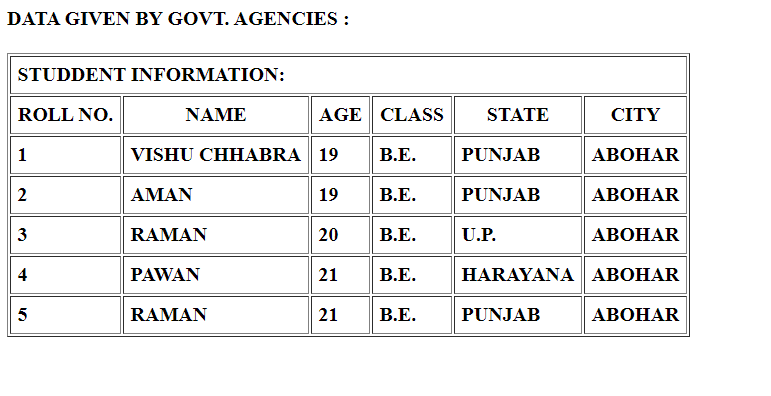 DATA GIVEN BY GOVT. AGENCIES :
STUDDENT INFORMATION:
ROLL NO. NAME AGE CLASS STATE CITY
1 VISHU CHHABRA 19 B.E. PUNJAB ABOHAR
2 AMAN 19 B.E. PUNJAB ABOHAR
3 RAMAN 20 B.E. U.P. ABOHAR
4 PAWAN 21 B.E. HARAYANA ABOHAR
5 RAMAN 21 B.E. PUNJAB ABOHAR